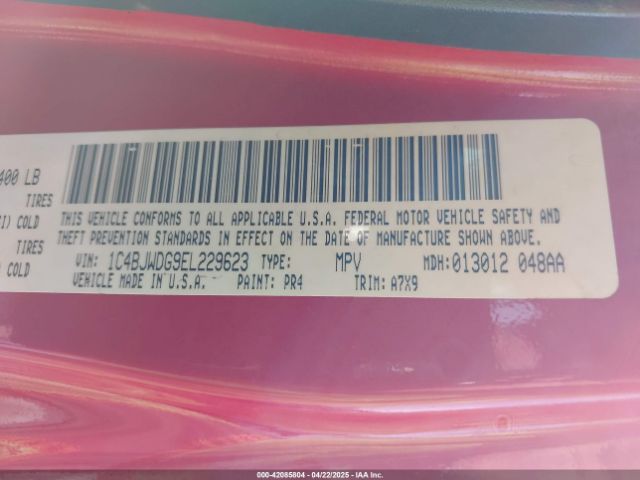 400 LB
TIRES
I) COLD
TIRES
COLD
THIS VEHICLE CONFORMS TO ALL APPLICABLE U.S.A. FEDERAL MOTOR VEHICLE SAFETY AND
THEFT PREVENTION STANDARDS IN EFFECT ON THE DATE OF MANUFACTURE SHOWN ABOVE.
VIN: 1C4BJWDG9EL229623 TYPE: MPV MDH:013012 048AA
VEHICLE MADE IN U.S.A. PAINT: PR4 TRIM: A7X9
000-42085804 - 04/22/2025 - IAA Inc.